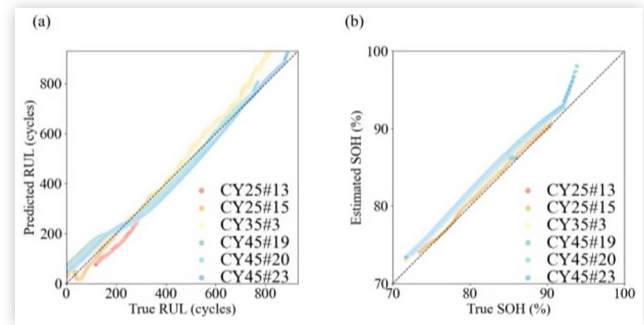 (a)
(b)
Predicted RUL (cycles)
800
600
400
200
0
0 200 400 600 800
True RUL (cycles)
CY25#13
CY25#15
CY35#3
CY45#19
CY45#20
CY45#23
Estimated SOH (%)
100
90
80
70
70 80 90 100
True SOH (%)
CY25#13
CY25#15
CY35#3
CY45#19
CY45#20
CY45#23